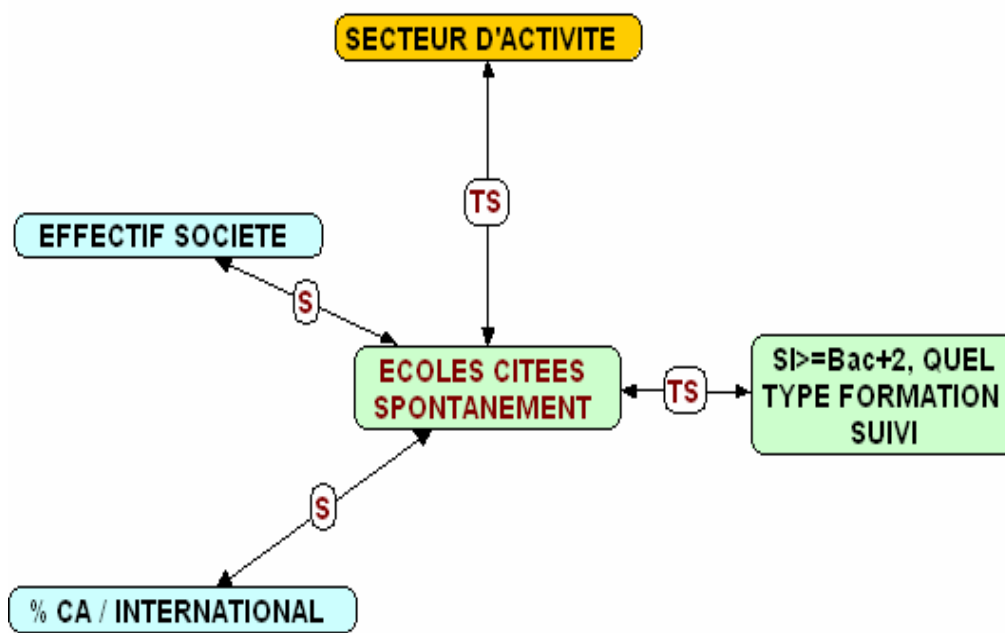 SECTEUR D'ACTIVITE
TS
EFFECTIF SOCIETE
S
ECOLES CITEES
SPONTANEMENT
TS
SI>=Bac+2, QUEL
TYPE FORMATION
SUIVI
S
% CA / INTERNATIONAL